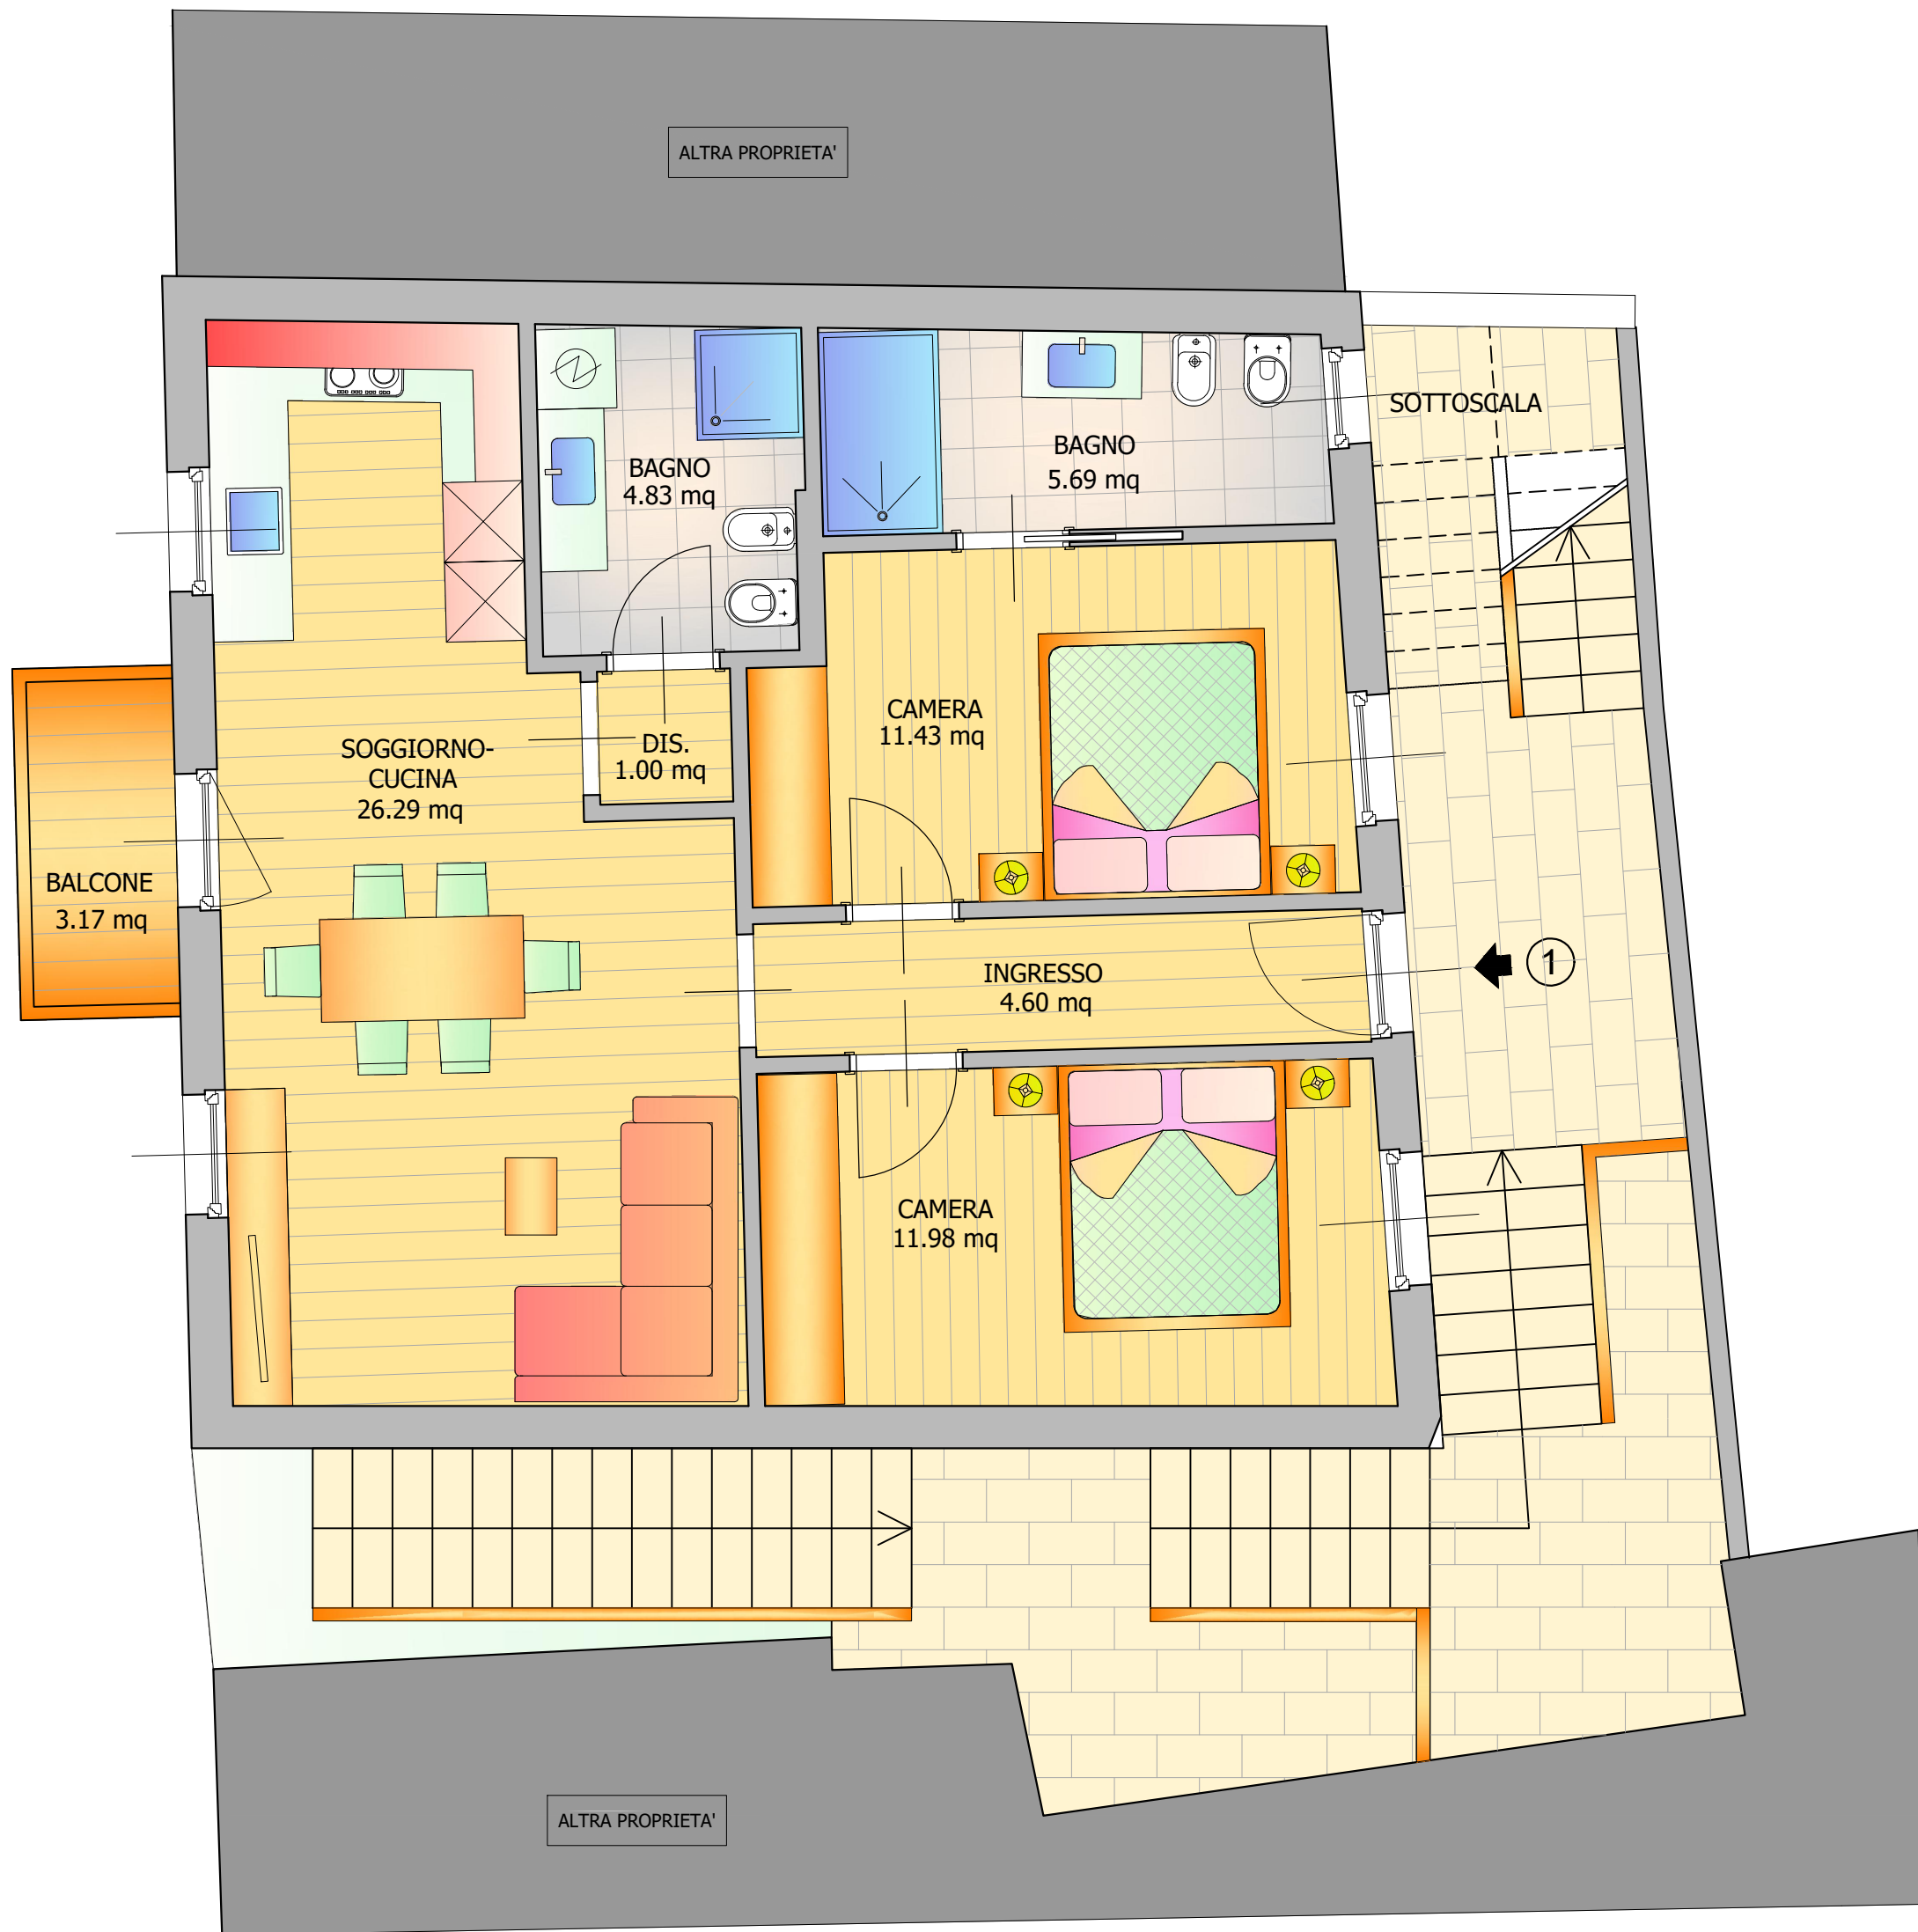 ALTRA PROPRIETA'
SOTTOSCALA
BAGNO
4.83 mq
BAGNO
5.69 mq
CAMERA
11.43 mq
SOGGIORNO-
CUCINA
26.29 mq
DIS.
1.00 mq
BALCONE
3.17 mq
INGRESSO
4.60 mq
1
CAMERA
11.98 mq
ALTRA PROPRIETA'